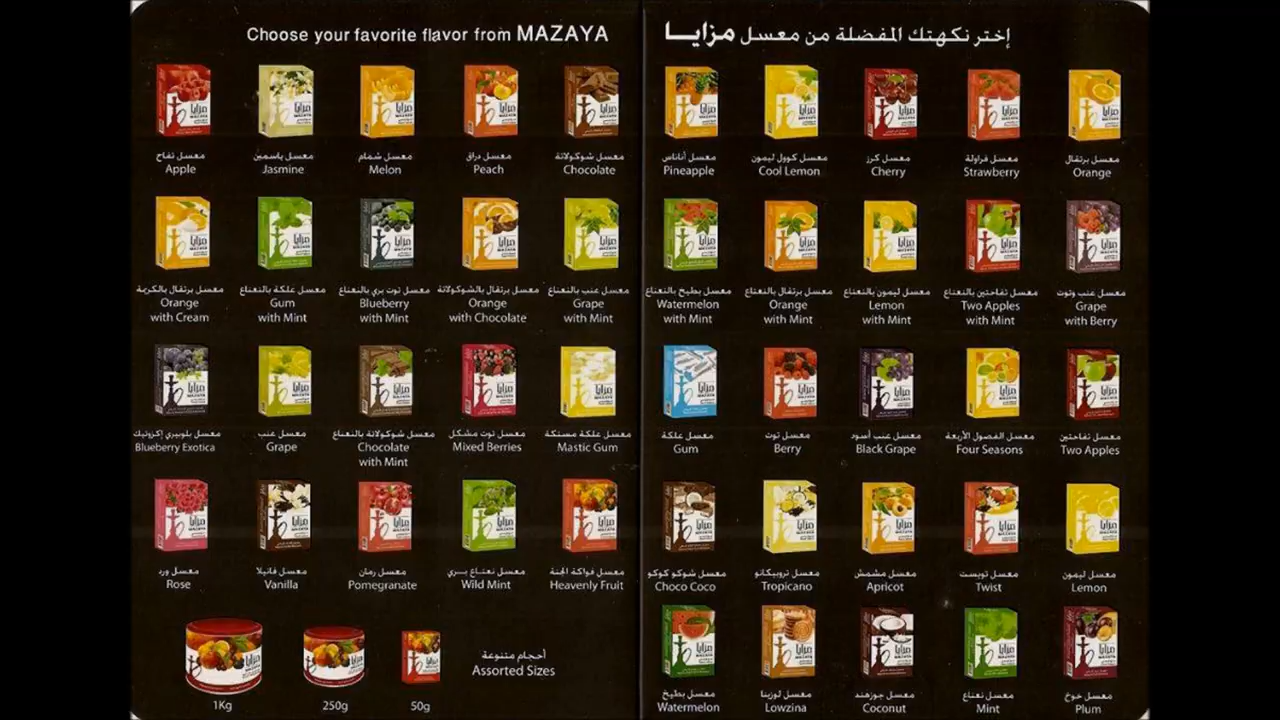 Choose your favorite flavor from MAZAYA
إختر نكهتك المفضلة من معسل مزايا
معسل تفاح
Apple
معسل ياسمين
Jasmine
معسل شمام
Melon
معسل دراق
Peach
معسل شوكولاتة
Chocolate
معسل أناناس
Pineapple
معسل كوول ليمون
Cool Lemon
معسل كرز
Cherry
معسل فراولة
Strawberry
معسل برتقال
Orange
معسل برتقال بالكريمة
Orange
with Cream
معسل علكة بالنعناع
Gum
with Mint
معسل توت بري بالنعناع
Blueberry
with Mint
معسل برتقال بالشوكولاتة
Orange
with Chocolate
معسل عنب بالنعناع
Grape
with Mint
معسل بطيخ بالنعناع
Watermelon
with Mint
معسل برتقال بالنعناع
Orange
with Mint
معسل ليمون بالنعناع
Lemon
with Mint
معسل تفاحتين بالنعناع
Two Apples
with Mint
معسل عنب وتوت
Grape
with Berry
معسل بلوبيري إكزوتيك
Blueberry Exotica
معسل عنب
Grape
معسل شوكولاتة بالنعناع
Chocolate
with Mint
معسل توت مشكل
Mixed Berries
معسل علكة مستكة
Mastic Gum
معسل علكة
Gum
معسل توت
Berry
معسل عنب أسود
Black Grape
معسل الفصول الأربعة
Four Seasons
معسل تفاحتين
Two Apples
معسل ورد
Rose
معسل فانيلا
Vanilla
معسل رمان
Pomegranate
معسل نعناع بري
Wild Mint
معسل فواكة الجنة
Heavenly Fruit
معسل شوكو كوكو
Choco Coco
معسل تروبيكانو
Tropicano
معسل مشمش
Apricot
معسل تويست
Twist
معسل ليمون
Lemon
1Kg
250g
50g
أحجام متنوعة
Assorted Sizes
معسل بطيخ
Watermelon
معسل لوزينا
Lowzina
معسل جوزهند
Coconut
معسل نعناع
Mint
معسل خوخ
Plum